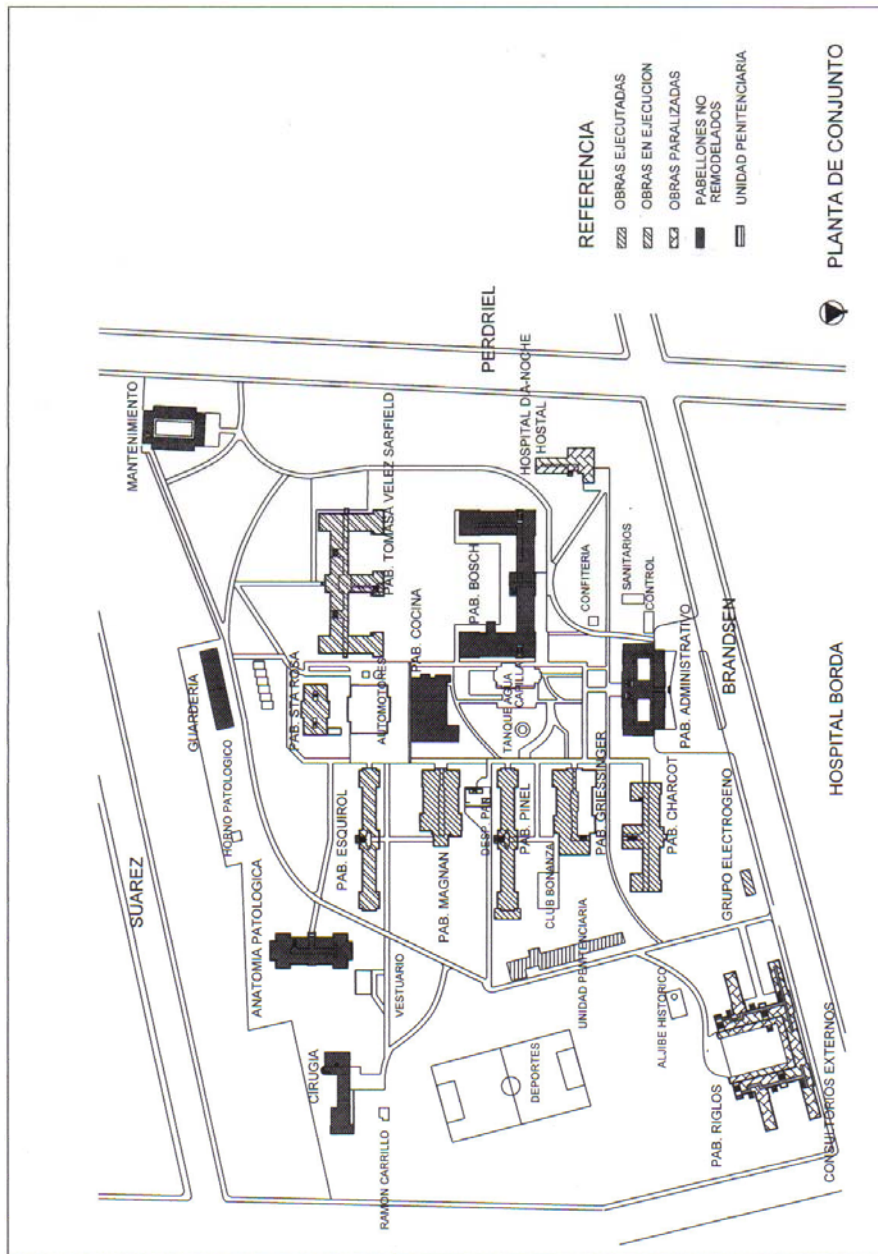 SUAREZ
MANTENIMIENTO
GUARDERIA
HORNO PATOLOGICO
ANATOMIA PATOLOGICA
CIRUGIA
RAMON CARRILLO
VESTUARIO
PAB. STA ROSA
PAB. TOMASA VELEZ SARFIELD
AUTOMOTORES
PAB. ESQUIROL
PAB. COCINA
PAB. MAGNAN
DESP. PAB
PAB. BOSCH
TANQUE AGUA
CAPILLA
PAB. PINEL
CLUB BONANZA
UNIDAD PENITENCIARIA
DEPORTES
PAB. GRIESSINGER
PERDRIEL
HOSPITAL DIA-NOCHE
HOSTAL
CONFITERIA
SANITARIOS
CONTROL
PAB. ADMINISTRATIVO
PAB. CHARCOT
ALJIBE HISTORICO
GRUPO ELECTROGENO
BRANDSEN
PAB. RIGLOS
CONSULTORIOS EXTERNOS
HOSPITAL BORDA
REFERENCIA
OBRAS EJECUTADAS
OBRAS EN EJECUCION
OBRAS PARALIZADAS
PABELLONES NO
REMODELADOS
UNIDAD PENITENCIARIA
PLANTA DE CONJUNTO